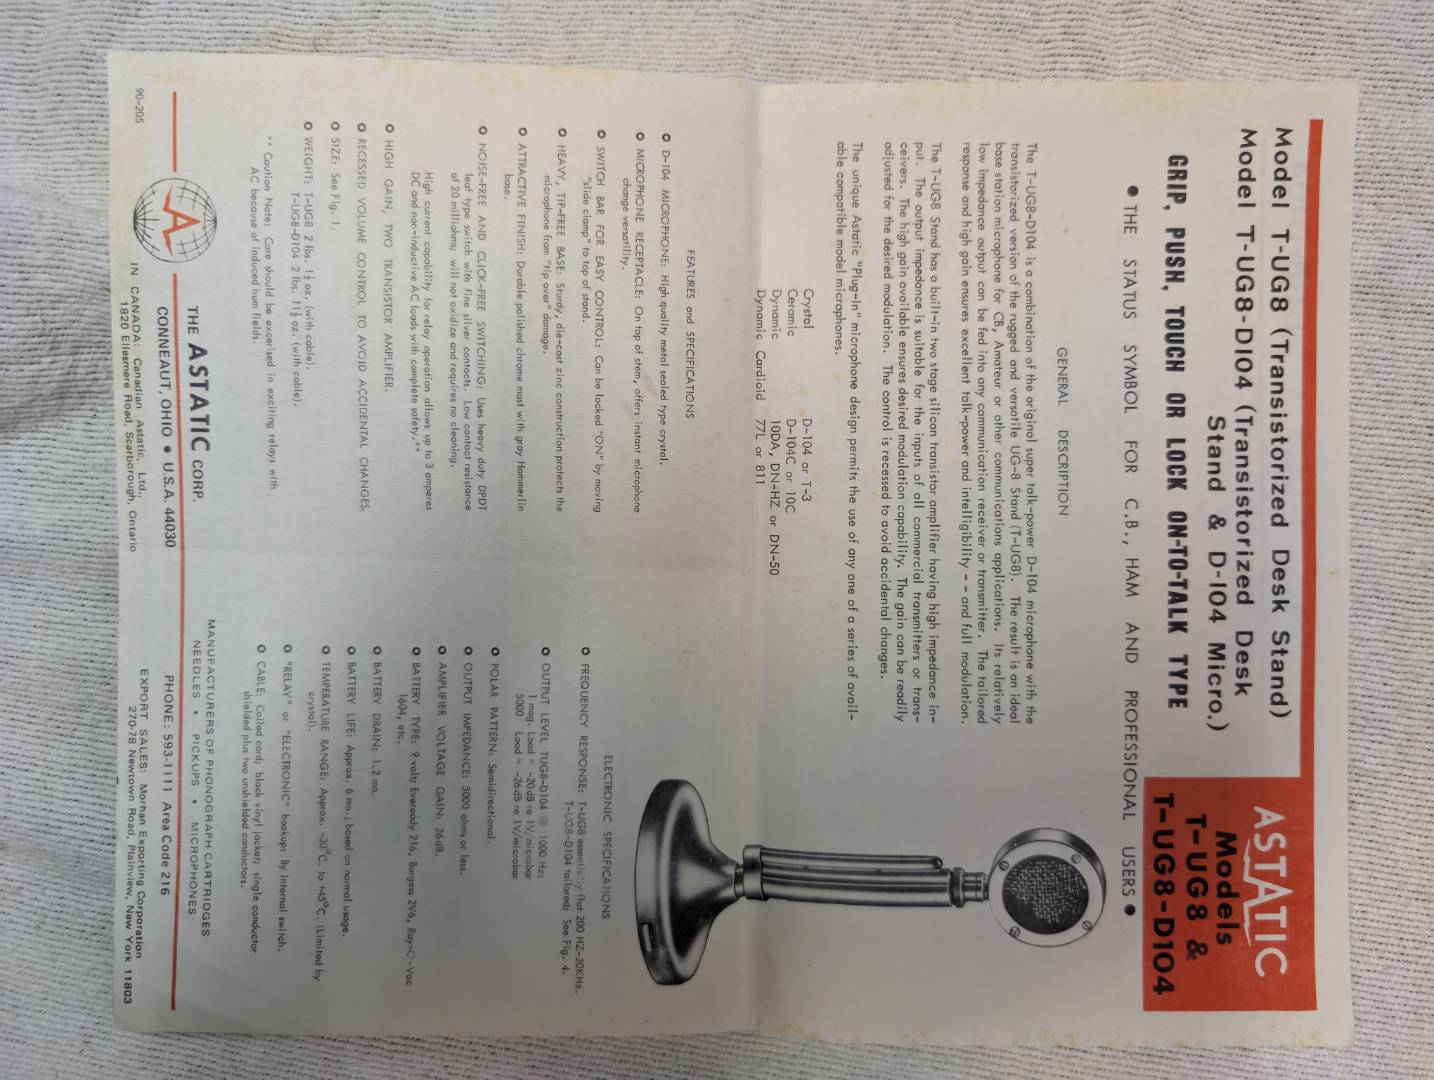 Model T-UG8 (Transistorized Desk Stand)
Model T-UG8-D104 (Transistorized Desk
Stand & D-104 Micro.)
GRIP, PUSH, TOUCH OR LOCK ON-TO-TALK TYPE
ASTATIC
Models
T-UG8 &
T-UG8-D104
● THE STATUS SYMBOL FOR C.B., HAM AND PROFESSIONAL USERS ●
GENERAL DESCRIPTION
The T-UG8-D104 is a combination of the original super talk-power D-104 microphone with the
transistorized version of the rugged and versatile UG-8 Stand (T-UG8). The result is an ideal
base station microphone for CB, Amateur or other communications applications. Its relatively
low impedance output can be fed into any communication receiver or transmitter. The tailored
response and high gain ensures excellent talk-power and intelligibility -- and full modulation.
The T-UG8 Stand has a built-in two stage silicon transistor amplifier having high impedance in-
put. The output impedance is suitable for the inputs of all commercial transmitters or trans-
ceivers. The high gain available ensures desired modulation capability. The gain can be readily
adjusted for the desired modulation. The control is recessed to avoid accidental changes.
The unique Astatic "Plug-In" microphone design permits the use of any one of a series of avail-
able compatible model microphones.
Crystal D-104 or T-3
Ceramic D-104C or 10C
Dynamic 10DA, DN-HZ or DN-50
Dynamic Cardioid 77L or 811
FEATURES and SPECIFICATIONS
o D-104 MICROPHONE: High quality metal sealed type crystal.
o MICROPHONE RECEPTACLE: On top of stem, offers instant microphone
change versatility.
o SWITCH BAR FOR EASY CONTROL: Can be locked "ON" by moving
"slide clamp" to top of stand.
o HEAVY, TIP-FREE BASE: Sturdy, die-cast zinc construction protects the
microphone from "tip over" damage.
o ATTRACTIVE FINISH: Durable polished chrome mast with gray Hammerlin
base.
o NOISE-FREE AND CLICK-FREE SWITCHING: Uses heavy duty DPDT
leaf type switch with fine silver contacts. Low contact resistance
of 20 milliohms; will not oxidize and requires no cleaning.
High current capability for relay operation allows up to 3 amperes
DC and non-inductive AC loads with complete safety.**
o HIGH GAIN, TWO TRANSISTOR AMPLIFIER.
o RECESSED VOLUME CONTROL TO AVOID ACCIDENTAL CHANGES.
o SIZE: See Fig. 1.
o WEIGHT: T-UG8 2 lbs. 1½ oz. (with cable).
T-UG8-D104 2 lbs. 11½ oz. (with cable).
** Caution Note: Care should be excerised in exciting relays with
AC because of induced hum fields.
ELECTRONIC SPECIFICATIONS
o FREQUENCY RESPONSE: T-UG8 essentially flat 200 HZ-20KHz.
T-UG8-D104 tailored; See Fig. 4.
o OUTPUT LEVEL TUG8-D104 @ 1000 Hz:
1 meg. Load = -20 dB re 1V/microbar
5000 Load = -26 dB re 1V/microbar
o POLAR PATTERN: Semidirectional.
o OUTPUT IMPEDANCE: 5000 ohms or less.
o AMPLIFIER VOLTAGE GAIN: 26dB.
o BATTERY TYPE: 9 volt; Eveready 216, Burgess 2V6, Ray-O-Vac
1604, etc.
o BATTERY DRAIN: 1.2 ma.
o BATTERY LIFE: Approx. 6 mo.; based on normal usage.
o TEMPERATURE RANGE: Approx. -30°C. to +45°C. (Limited by
crystal).
o "RELAY" or "ELECTRONIC" hookup: By internal switch.
o CABLE: Coiled cord; black vinyl jacket; single conductor
shielded plus two unshielded conductors.
90-205
A
THE ASTATIC CORP.
CONNEAUT, OHIO ● U.S.A. 44030
IN CANADA: Canadian Astatic, Ltd.,
1820 Ellesmere Road, Scarborough, Ontario
MANUFACTURERS OF PHONOGRAPH CARTRIDGES
NEEDLES • PICKUPS • MICROPHONES
PHONE: 593-1111 Area Code 216
EXPORT SALES: Morhan Exporting Corporation
270-78 Newtown Road, Plainview, New York 11803